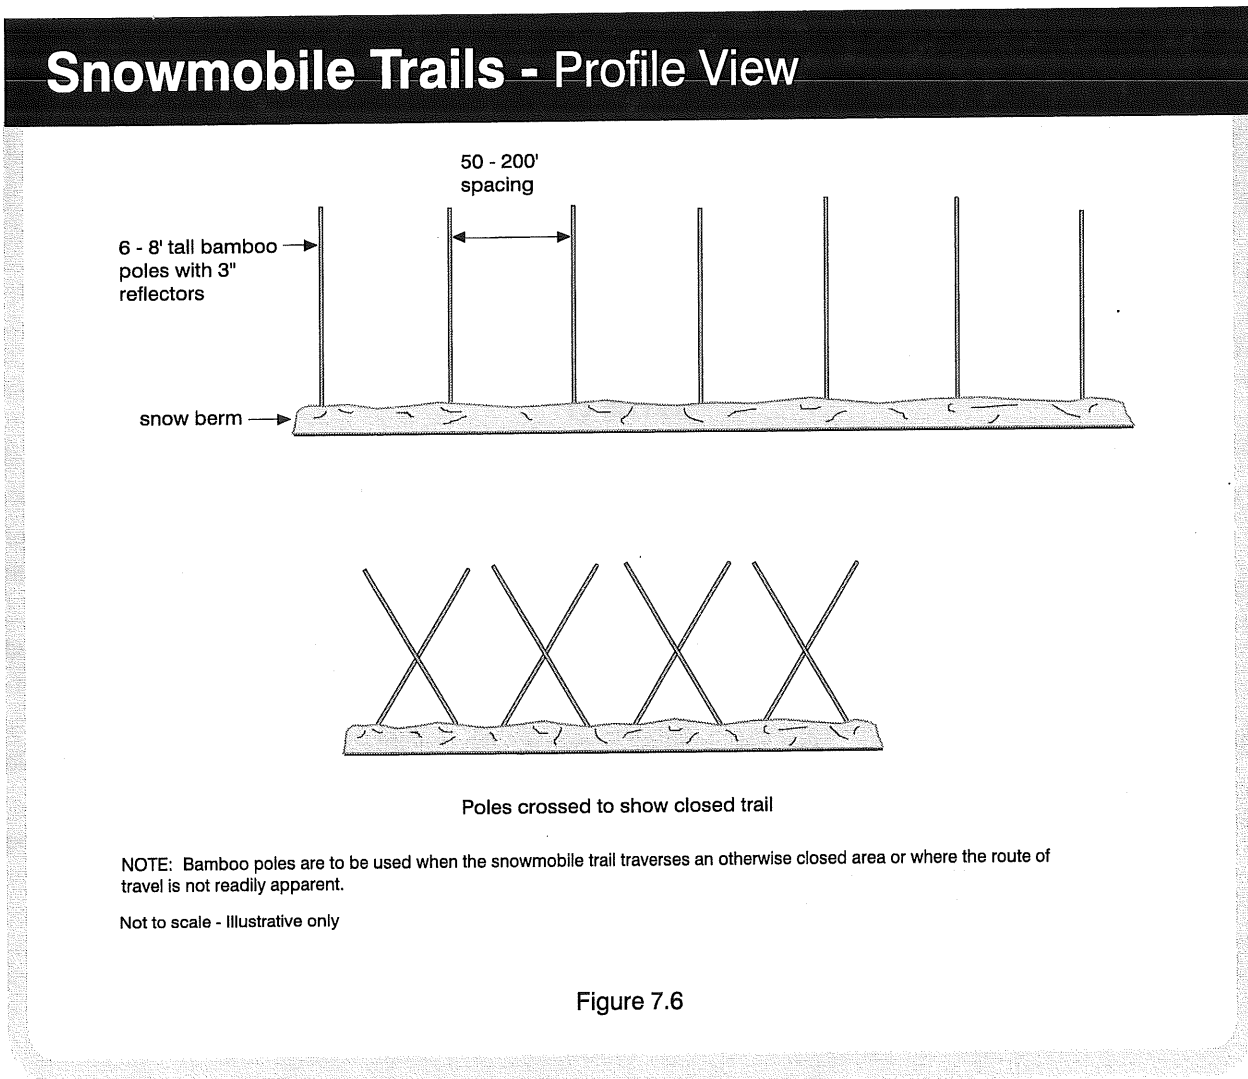 Snowmobile Trails - Profile View
50 - 200'
spacing
6 - 8' tall bamboo
poles with 3"
reflectors
snow berm
Poles crossed to show closed trail
NOTE: Bamboo poles are to be used when the snowmobile trail traverses an otherwise closed area or where the route of
travel is not readily apparent.
Not to scale - Illustrative only
Figure 7.6